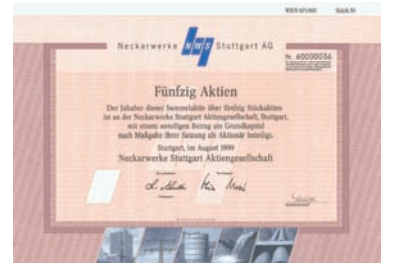 WKN 675 883 Stück 50
Neckarwerke NWS Stuttgart AG
Nr. 60000036
Fünfzig Aktien
Der Inhaber dieser Sammelaktie über fünfzig Stückaktien
ist an der Neckarwerke Stuttgart Aktiengesellschaft, Stuttgart,
mit einem anteiligen Betrag am Grundkapital
nach Maßgabe ihrer Satzung als Aktionär beteiligt.
Stuttgart, im August 1999
Neckarwerke Stuttgart Aktiengesellschaft